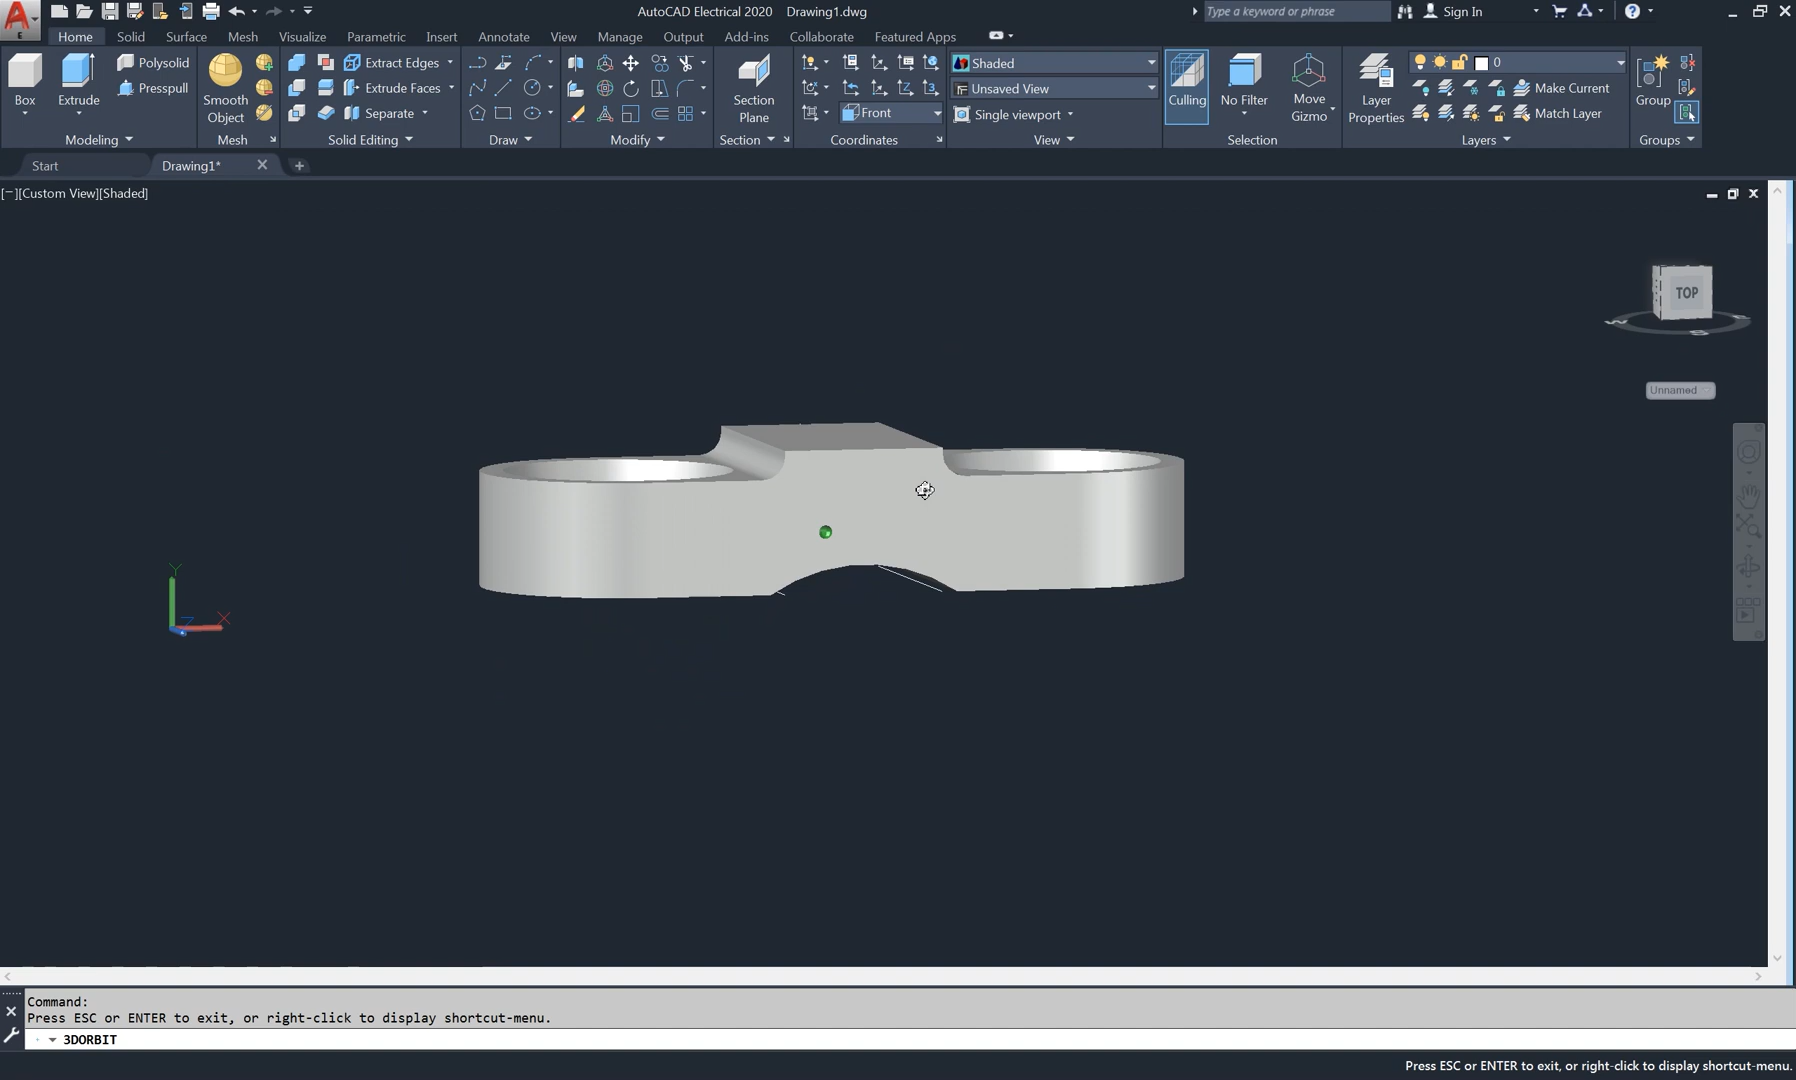 AutoCAD Electrical 2020 Drawing1.dwg
Type a keyword or phrase
Sign In
E
Home Solid Surface Mesh Visualize Parametric Insert Annotate View Manage Output Add-ins Collaborate Featured Apps
Box
Extrude
Polysolid
Presspull
Modeling
Smooth
Object
Mesh
Extract Edges
Extrude Faces
Separate
Solid Editing
Draw
Modify
Section
Plane
Section
Front
Coordinates
Shaded
Unsaved View
Single viewport
View
Culling
No Filter
Move
Gizmo
Selection
Layer
Properties
0
Make Current
Match Layer
Layers
Group
Groups
Start Drawing1*
[−][Custom View][Shaded]
TOP
W
S
Unnamed
Y
Z
X
Command:
Press ESC or ENTER to exit, or right-click to display shortcut-menu.
3DORBIT
Press ESC or ENTER to exit, or right-click to display shortcut-menu.